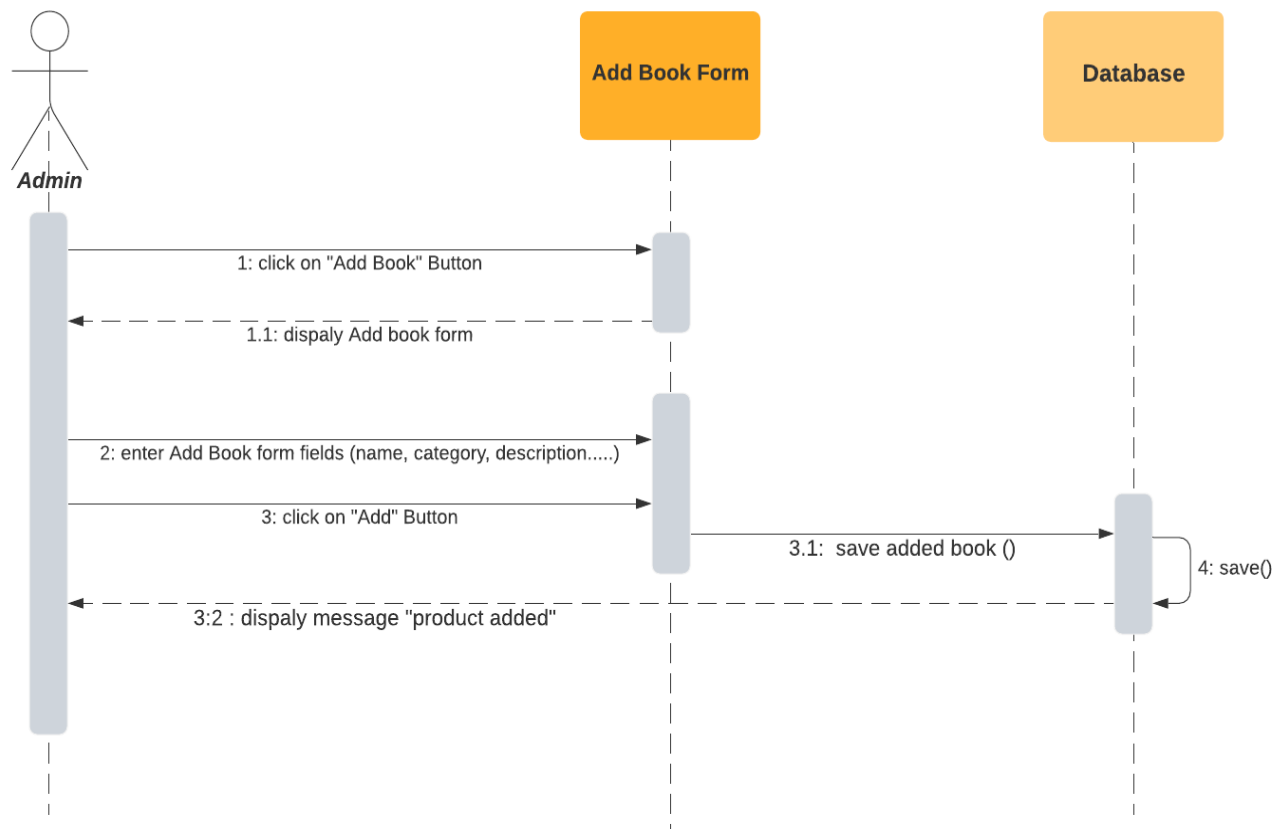 Add Book Form
Database
Admin
1: click on "Add Book" Button
1.1: dispaly Add book form
2: enter Add Book form fields (name, category, description.....)
3: click on "Add" Button
3.1:  save added book ()
4: save()
3:2 : dispaly message "product added"